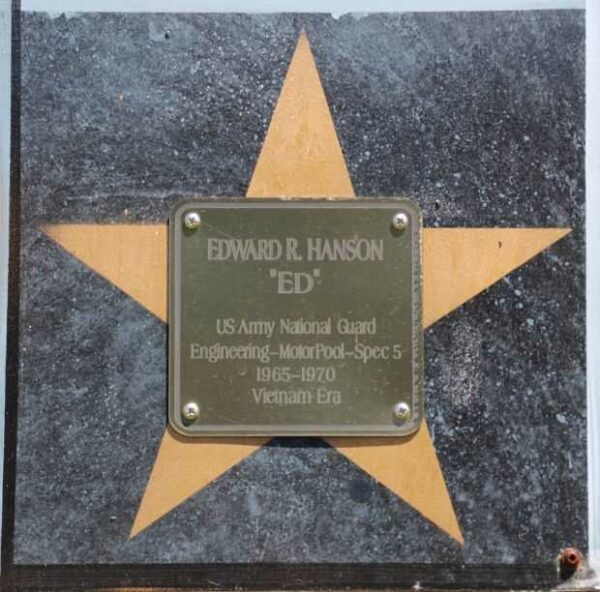 EDWARD R. HANSON
"ED"
US Army National Guard
Engineering-MotorPool-Spec 5
1965-1970
Vietnam Era